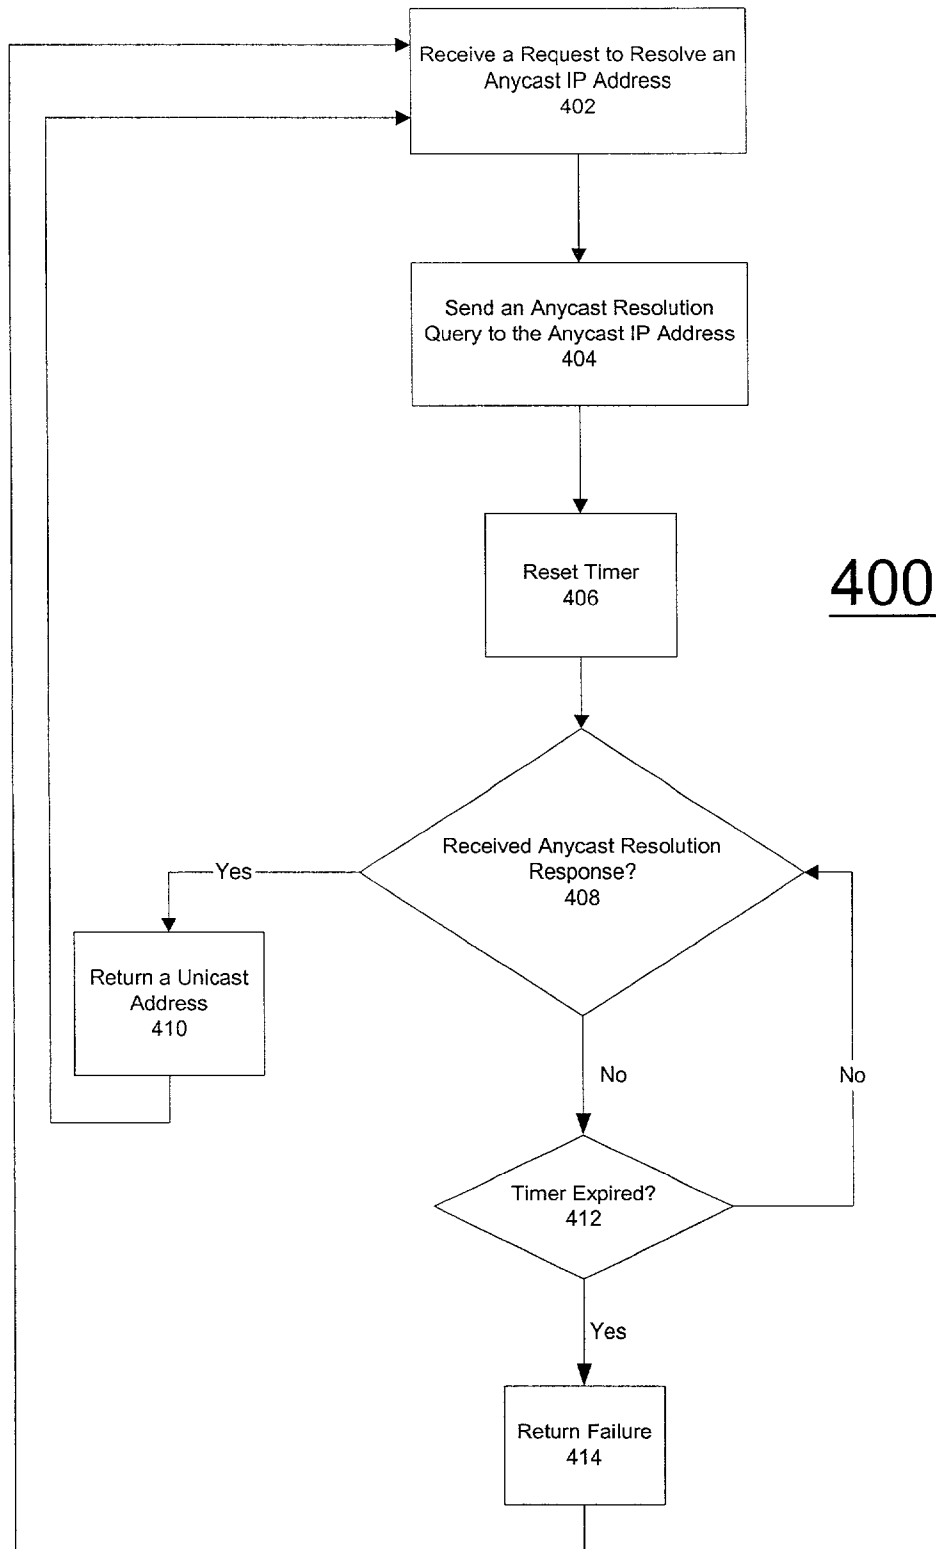 Receive a Request to Resolve an
Anycast IP Address
402
Send an Anycast Resolution
Query to the Anycast IP Address
404
Reset Timer
406
400
Received Anycast Resolution
Response?
408
Yes
Return a Unicast
Address
410
No
No
Timer Expired?
412
Yes
Return Failure
414